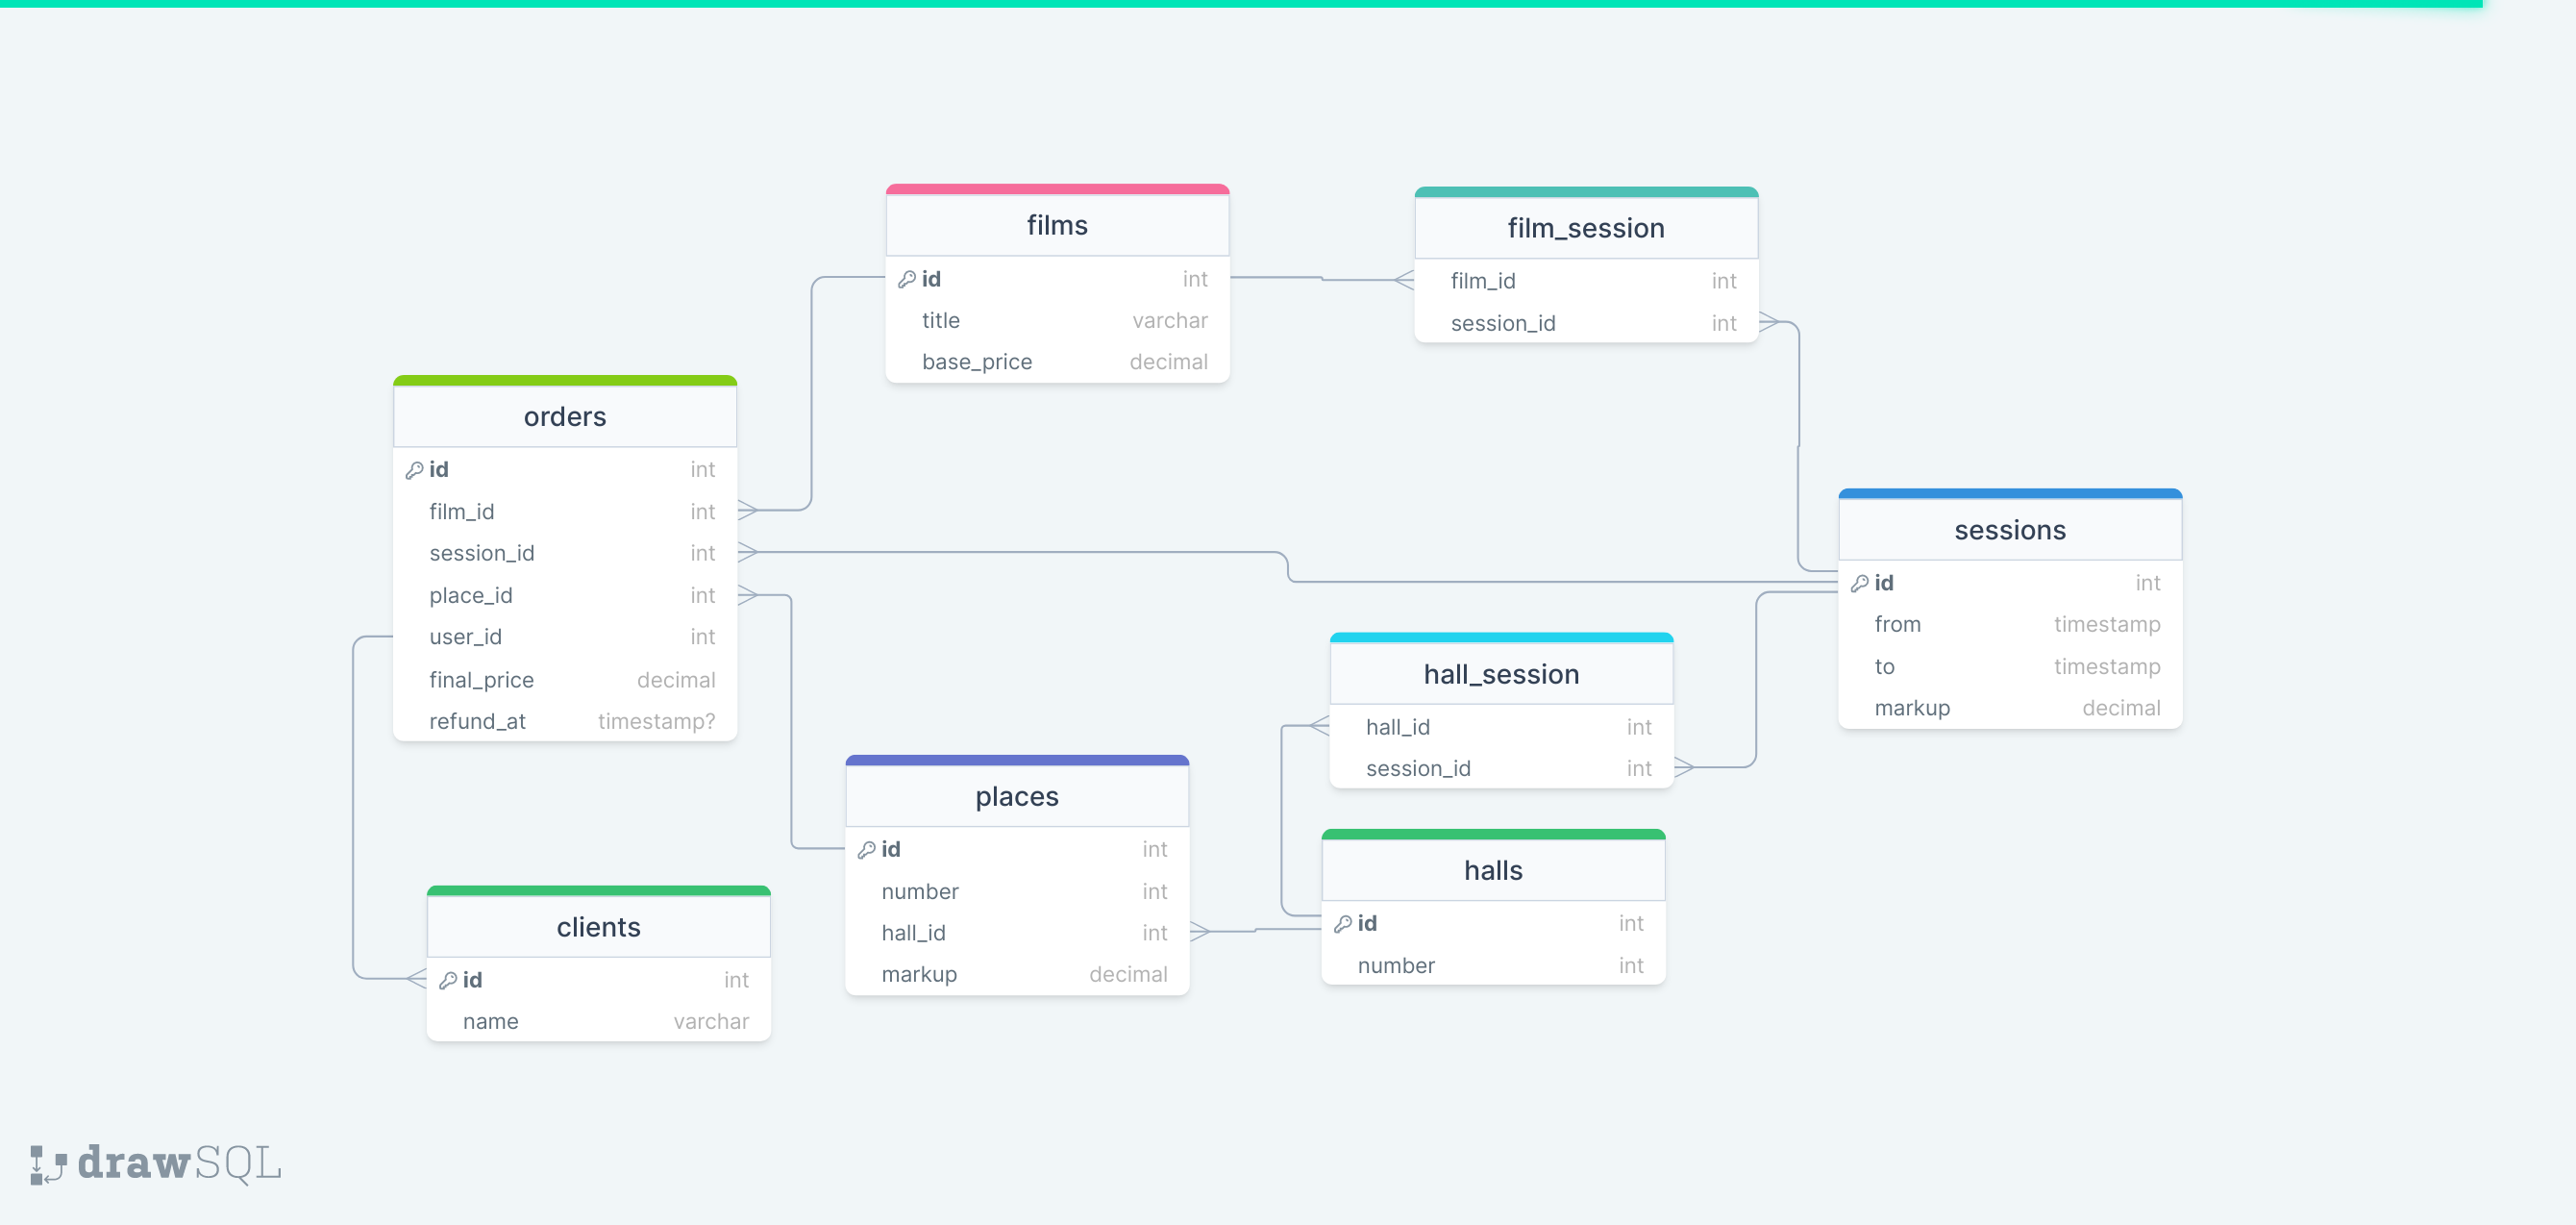 films
id int
title varchar
base_price decimal
film_session
film_id int
session_id int
orders
id int
film_id int
session_id int
place_id int
user_id int
final_price decimal
refund_at timestamp?
sessions
id int
from timestamp
to timestamp
markup decimal
hall_session
hall_id int
session_id int
places
id int
number int
hall_id int
markup decimal
halls
id int
number int
clients
id int
name varchar
drawSQL